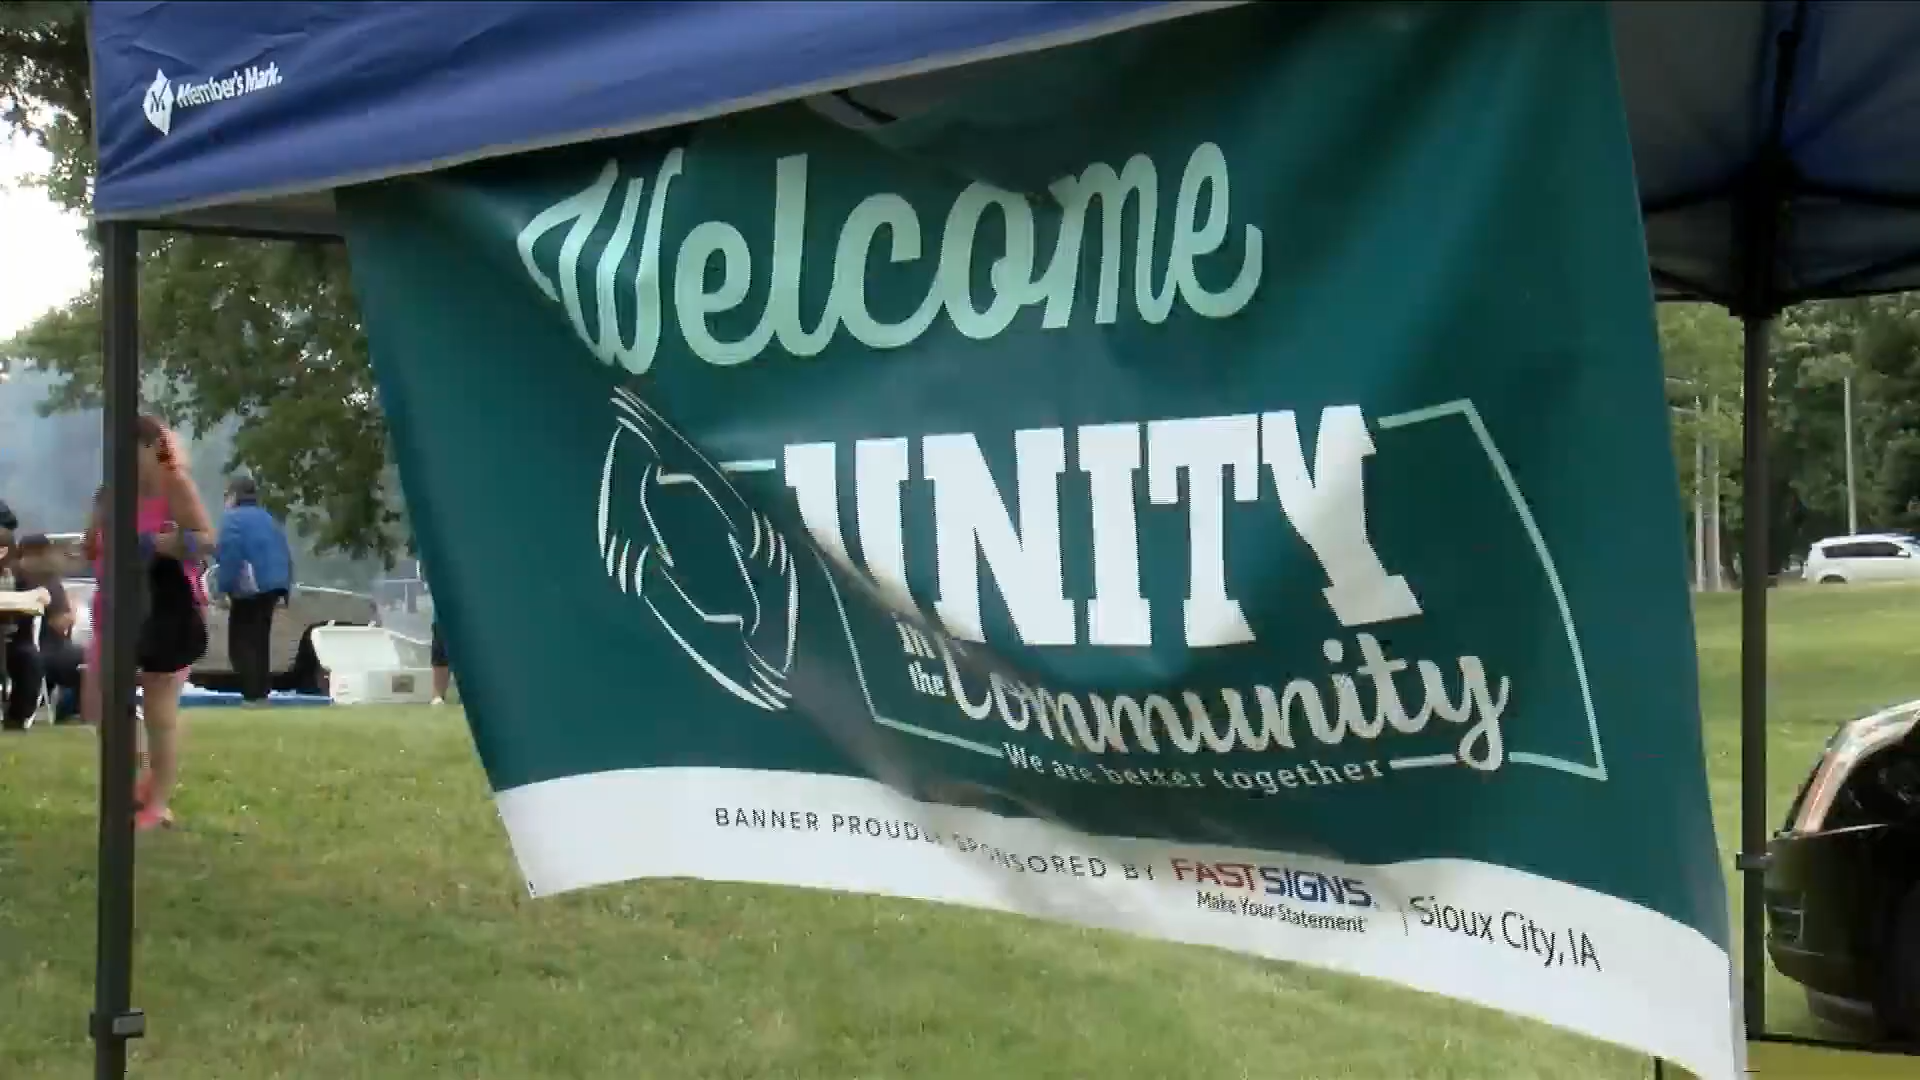 Member's Mark.
Welcome
UNITY
in the Community
We are better together
BANNER PROUDLY SPONSORED BY FASTSIGNS. | Sioux City, IA
Make Your Statement